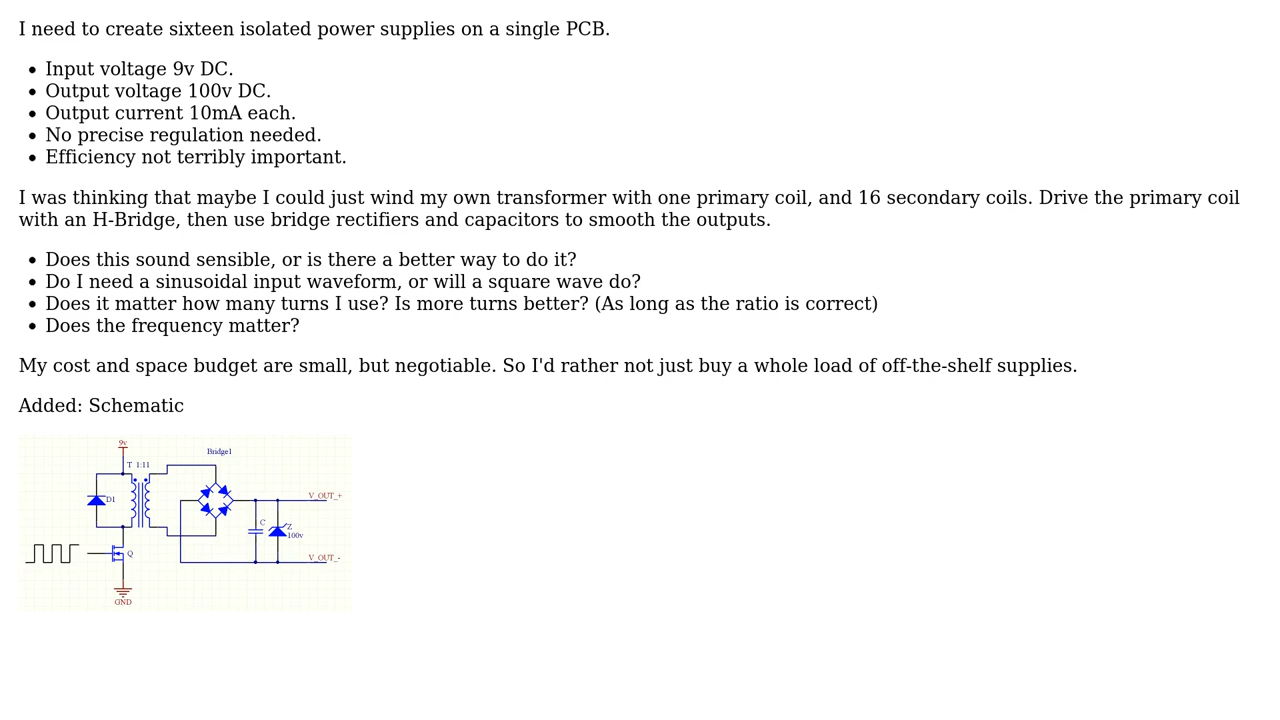 I need to create sixteen isolated power supplies on a single PCB.
• Input voltage 9v DC.
• Output voltage 100v DC.
• Output current 10mA each.
• No precise regulation needed.
• Efficiency not terribly important.
I was thinking that maybe I could just wind my own transformer with one primary coil, and 16 secondary coils. Drive the primary coil
with an H-Bridge, then use bridge rectifiers and capacitors to smooth the outputs.
• Does this sound sensible, or is there a better way to do it?
• Do I need a sinusoidal input waveform, or will a square wave do?
• Does it matter how many turns I use? Is more turns better? (As long as the ratio is correct)
• Does the frequency matter?
My cost and space budget are small, but negotiable. So I'd rather not just buy a whole load of off-the-shelf supplies.
Added: Schematic
9v
Bridge1
T 1:11
D1
V_OUT_+
C
Z
100v
Q
V_OUT_-
GND